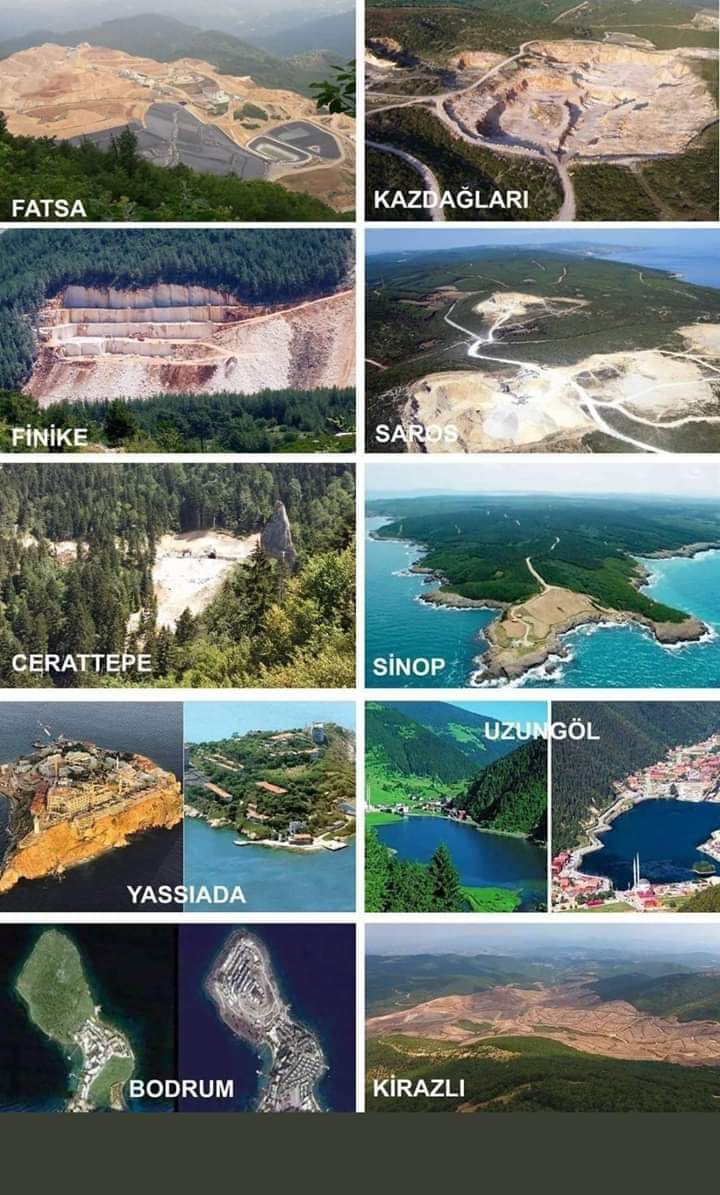 FATSA
KAZDAĞLARI
FİNİKE
SAROS
CERATTEPE
SİNOP
YASSIADA
UZUNGÖL
BODRUM
KİRAZLI